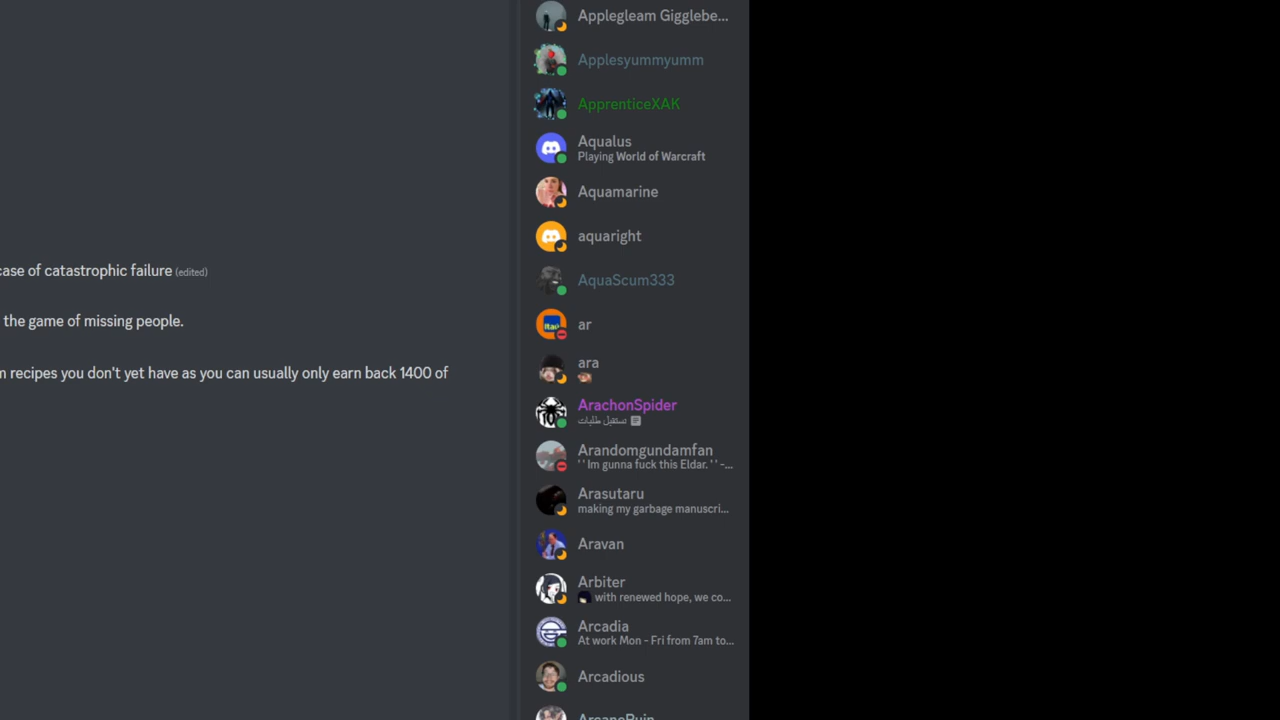 case of catastrophic failure (edited)
the game of missing people.
recipes you don't yet have as you can usually only earn back 1400 of
Applegleam Gigglebe...
Applesyummyumm
ApprenticeXAK
Aqualus
Playing World of Warcraft
Aquamarine
aquaright
AquaScum333
ar
Itaú
ara
ArachonSpider
تستقبل طلبات
Arandomgundamfan
' ' Im gunna fuck this Eldar. ' ' -...
Arasutaru
making my garbage manuscri...
Aravan
Arbiter
with renewed hope, we co...
Arcadia
At work Mon - Fri from 7am to...
Arcadious
ArcaneRuin